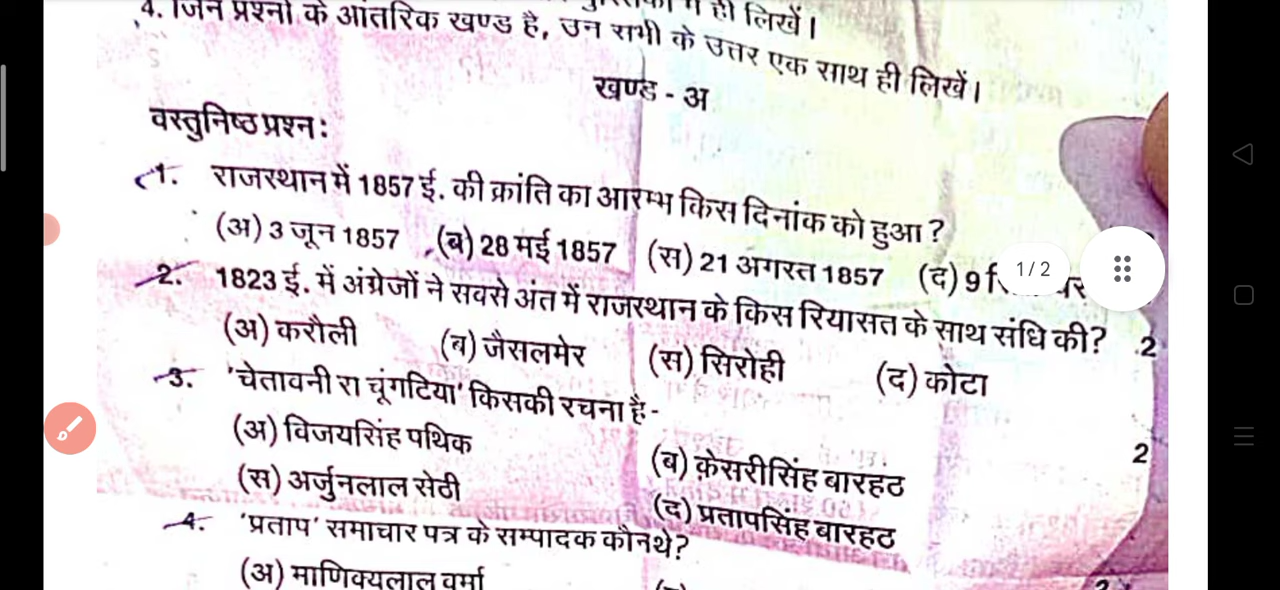 ही लिखें।
4. जिन प्रश्नों के आंतरिक खण्ड है, उन सभी के उत्तर एक साथ ही लिखें।
खण्ड - अ
वस्तुनिष्ठ प्रश्न:
1. राजस्थान में 1857 ई. की क्रांति का आरम्भ किस दिनांक को हुआ?
(अ) 3 जून 1857 (ब) 28 मई 1857 (स) 21 अगस्त 1857 (द) 9
1/2
2. 1823 ई. में अंग्रेजों ने सबसे अंत में राजस्थान के किस रियासत के साथ संधि की? 2
(अ) करौली (ब) जैसलमेर (स) सिरोही (द) कोटा
3. 'चेतावनी रा चूंगटिया' किसकी रचना है-
2
(अ) विजयसिंह पथिक (ब) केसरीसिंह बारहठ
(स) अर्जुनलाल सेठी (द) प्रतापसिंह बारहठ
4. 'प्रताप' समाचार पत्र के सम्पादक कौन थे?
2
(अ) माणिक्यलाल वर्मा